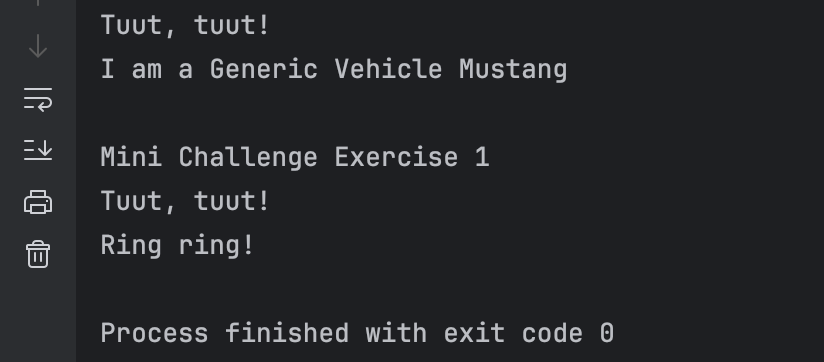 Tuut, tuut!
I am a Generic Vehicle Mustang
Mini Challenge Exercise 1
Tuut, tuut!
Ring ring!
Process finished with exit code 0